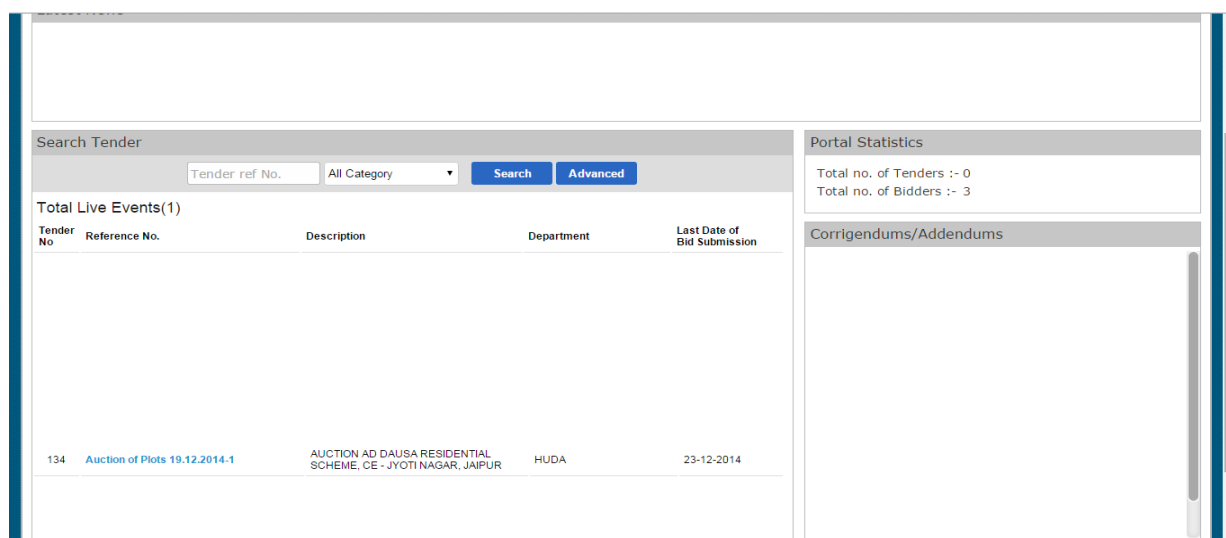 Search Tender
Tender ref No. All Category Search Advanced
Total Live Events(1)
Tender No Reference No. Description Department Last Date of Bid Submission
134 Auction of Plots 19.12.2014-1 AUCTION AD DAUSA RESIDENTIAL SCHEME, CE - JYOTI NAGAR, JAIPUR HUDA 23-12-2014
Portal Statistics
Total no. of Tenders :- 0
Total no. of Bidders :- 3
Corrigendums/Addendums